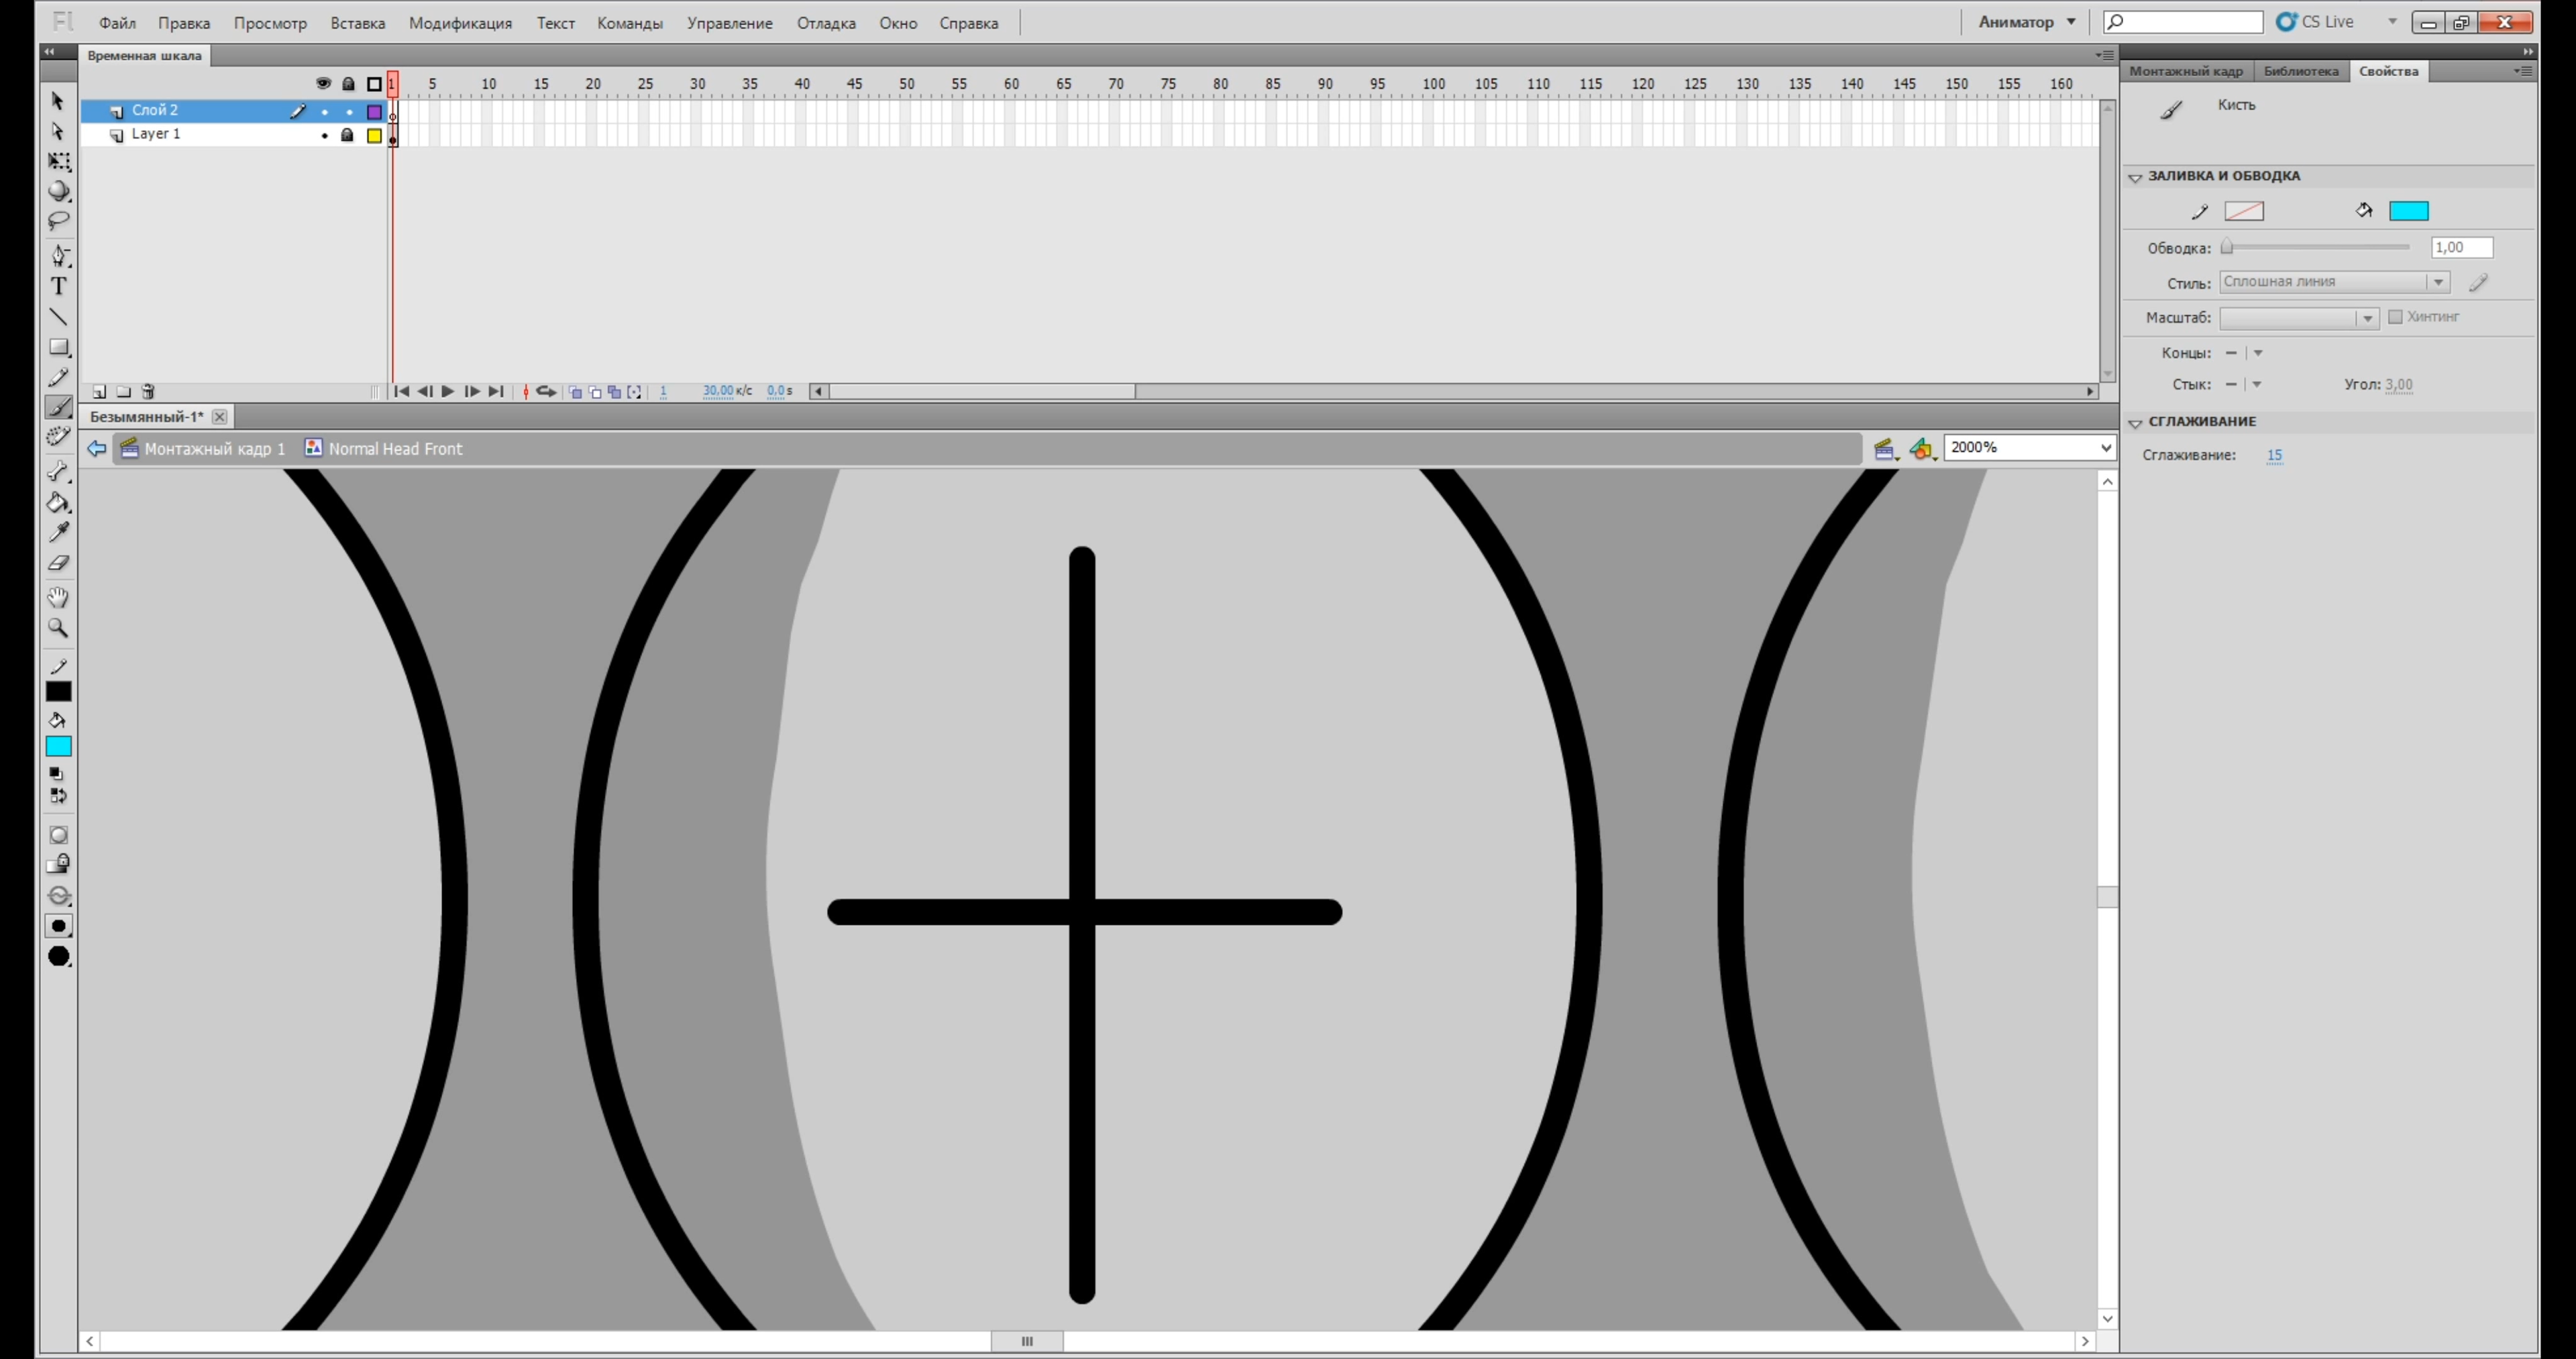 Fl Файл Правка Просмотр Вставка Модификация Текст Команды Управление Отладка Окно Справка Аниматор CS Live
Временная шкала
1 5 10 15 20 25 30 35 40 45 50 55 60 65 70 75 80 85 90 95 100 105 110 115 120 125 130 135 140 145 150 155 160
Слой 2
Layer 1
1 30,00 к/с 0,0 s
Безымянный-1*
Монтажный кадр 1 Normal Head Front 2000%
T
Монтажный кадр Библиотека Свойства
Кисть
ЗАЛИВКА И ОБВОДКА
Обводка: 1,00
Стиль: Сплошная линия
Масштаб: Хинтинг
Концы:
Стык: Угол: 3,00
СГЛАЖИВАНИЕ
Сглаживание: 15